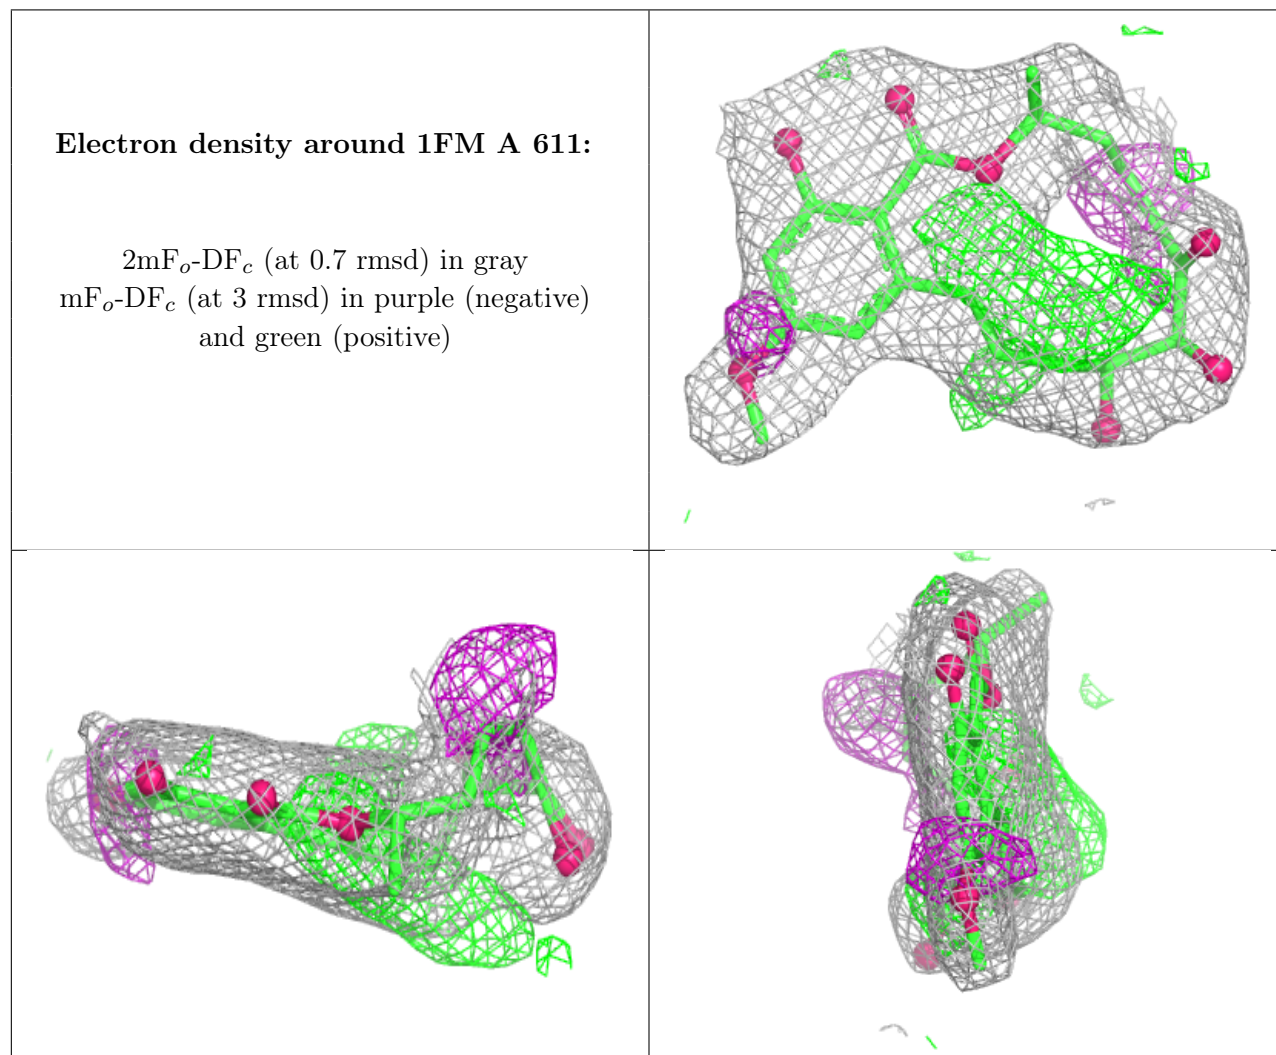 Electron density around 1FM A 611:
2mFo-DFc (at 0.7 rmsd) in gray
mFo-DFc (at 3 rmsd) in purple (negative)
and green (positive)